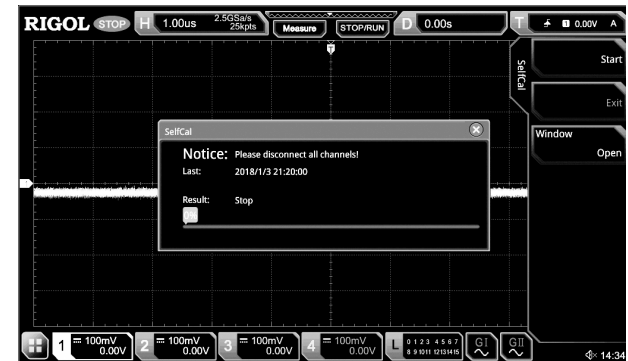 RIGOL STOP H 1.00us 2.5GSa/s 25kpts Measure STOP/RUN D 0.00s T 1 0.00V A
T
SelfCal
Start
Exit
Window
Open
SelfCal
Notice: Please disconnect all channels!
Last: 2018/1/3 21:20:00
Result: Stop
0%
1 100mV 0.00V
2 100mV 0.00V
3 100mV 0.00V
4 100mV 0.00V
L 0 1 2 3 4 5 6 7
8 9 10 11 12 13 14 15
GI
GII
14:34